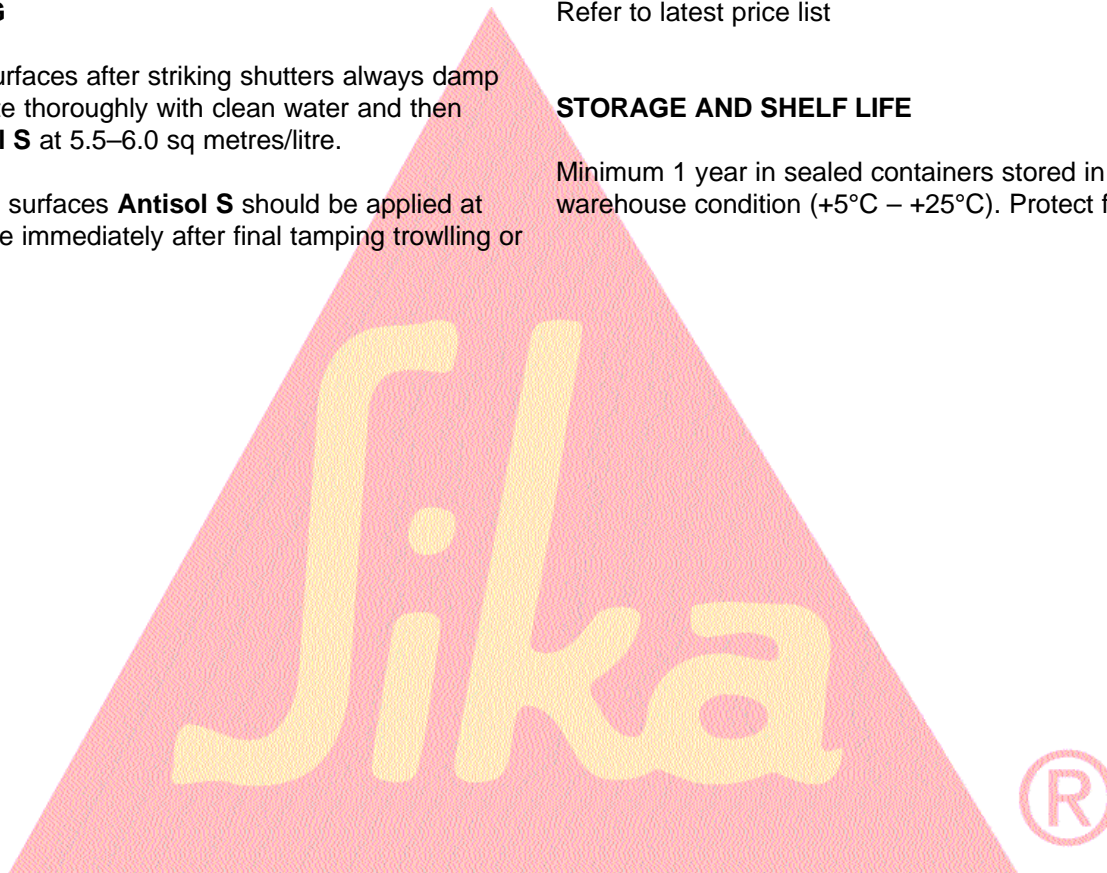 G
urfaces after striking shutters always damp
e thoroughly with clean water and then
l S at 5.5–6.0 sq metres/litre.
surfaces Antisol S should be applied at
e immediately after final tamping trowlling or
Refer to latest price list
STORAGE AND SHELF LIFE
Minimum 1 year in sealed containers stored in
warehouse condition (+5°C – +25°C). Protect f
Sika
®